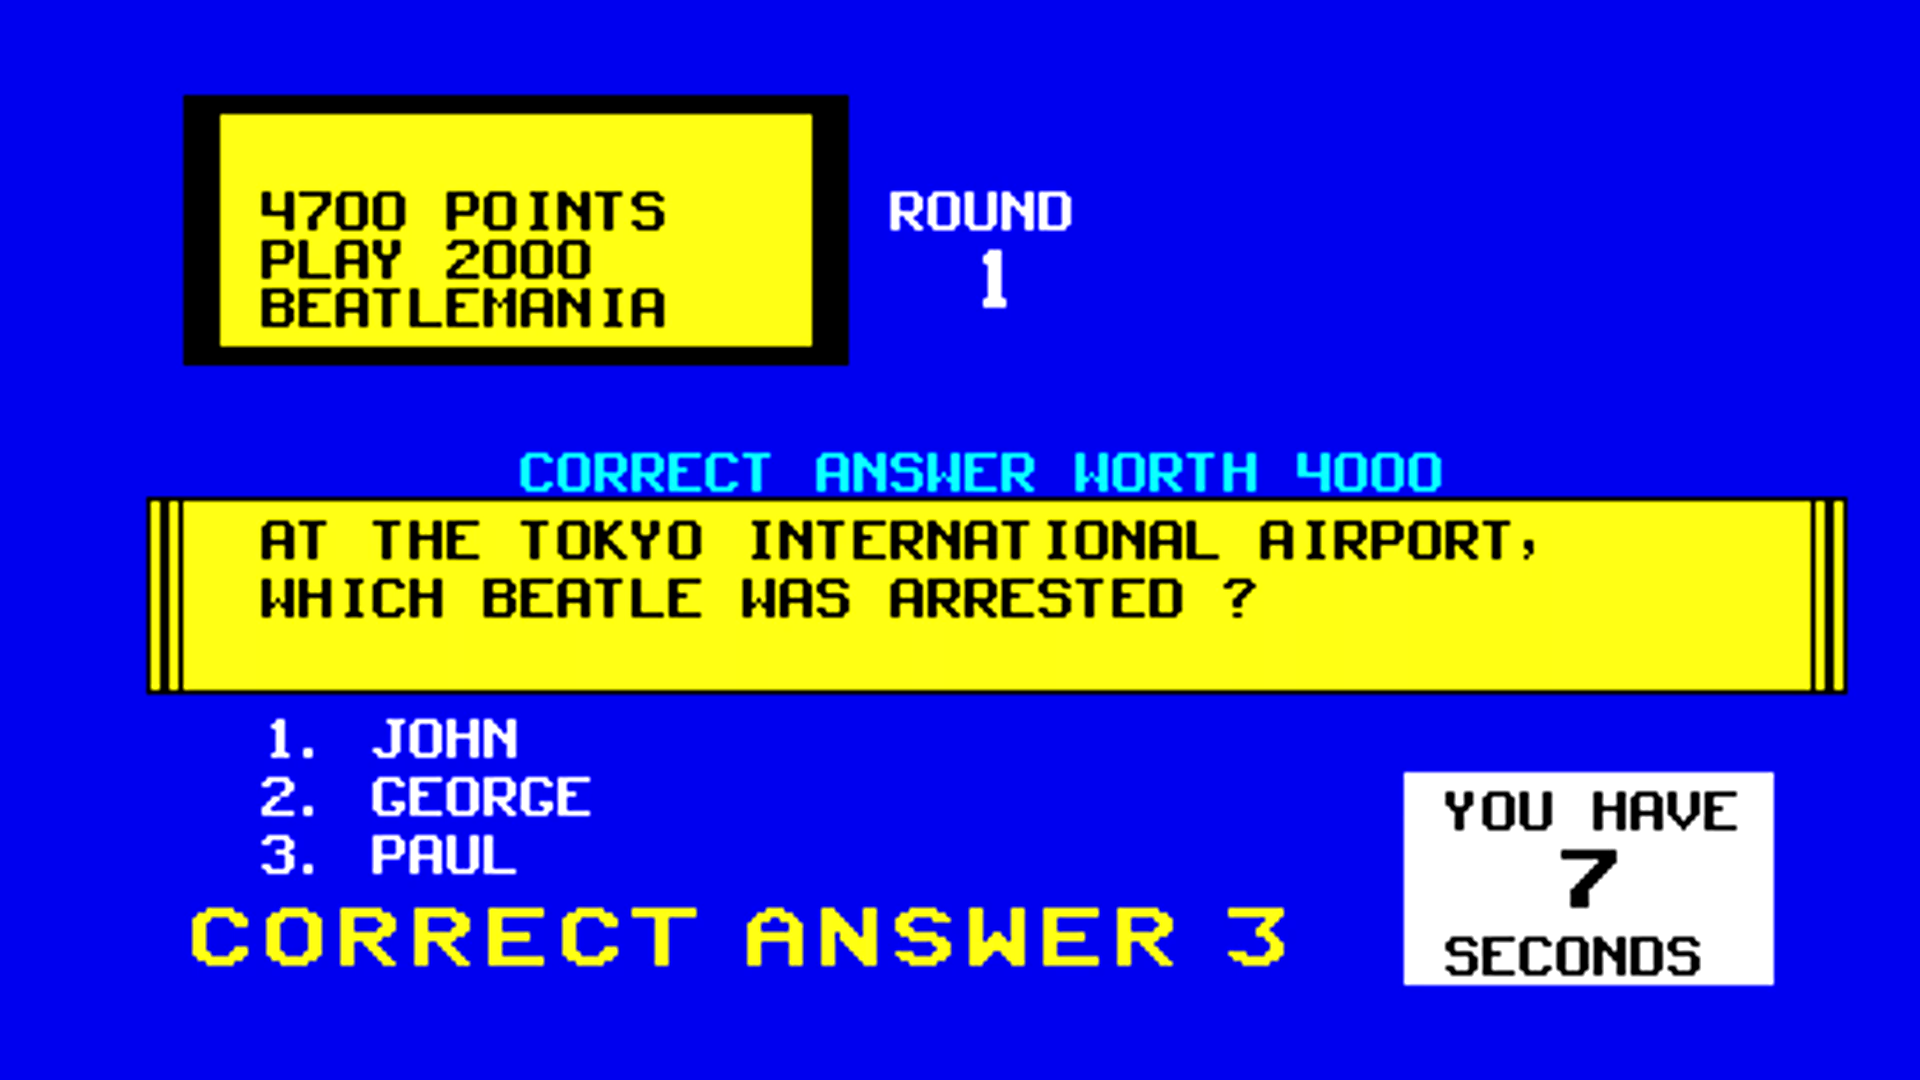 4700 POINTS
PLAY 2000
BEATLEMANIA
ROUND
1
CORRECT ANSWER WORTH 4000
AT THE TOKYO INTERNATIONAL AIRPORT,
WHICH BEATLE WAS ARRESTED ?
1. JOHN
2. GEORGE
3. PAUL
CORRECT ANSWER 3
YOU HAVE
7
SECONDS